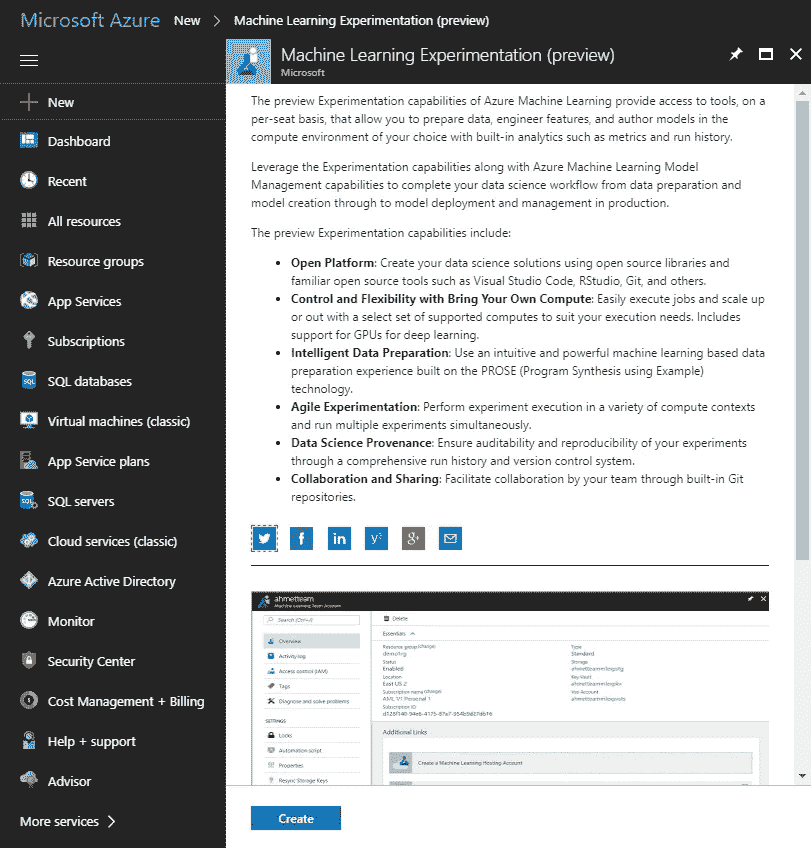 Microsoft Azure New > Machine Learning Experimentation (preview)
Machine Learning Experimentation (preview)
Microsoft
New
Dashboard
Recent
All resources
Resource groups
App Services
Subscriptions
SQL databases
Virtual machines (classic)
App Service plans
SQL servers
Cloud services (classic)
Azure Active Directory
Monitor
Security Center
Cost Management + Billing
Help + support
Advisor
More services >
The preview Experimentation capabilities of Azure Machine Learning provide access to tools, on a
per-seat basis, that allow you to prepare data, engineer features, and author models in the
compute environment of your choice with built-in analytics such as metrics and run history.
Leverage the Experimentation capabilities along with Azure Machine Learning Model
Management capabilities to complete your data science workflow from data preparation and
model creation through to model deployment and management in production.
The preview Experimentation capabilities include:
• Open Platform: Create your data science solutions using open source libraries and
familiar open source tools such as Visual Studio Code, RStudio, Git, and others.
• Control and Flexibility with Bring Your Own Compute: Easily execute jobs and scale up
or out with a select set of supported computes to suit your execution needs. Includes
support for GPUs for deep learning.
• Intelligent Data Preparation: Use an intuitive and powerful machine learning based data
preparation experience built on the PROSE (Program Synthesis using Example)
technology.
• Agile Experimentation: Perform experiment execution in a variety of compute contexts
and run multiple experiments simultaneously.
• Data Science Provenance: Ensure auditability and reproducibility of your experiments
through a comprehensive run history and version control system.
• Collaboration and Sharing: Facilitate collaboration by your team through built-in Git
repositories.
ahmetteam
Machine Learning Team Account
Search (Ctrl+/)
Overview
Activity log
Access control (IAM)
Tags
Diagnose and solve problems
SETTINGS
Locks
Automation script
Properties
Resync Storage Keys
Delete
Essentials
Resource group (change)
Status
Enabled
Location
East US 2
Subscription name (change)
AML V1 Personal 1
Subscription ID
Type
Standard
Storage
Key Vault
Additional Links
Create a Machine Learning Hosting Account
Create